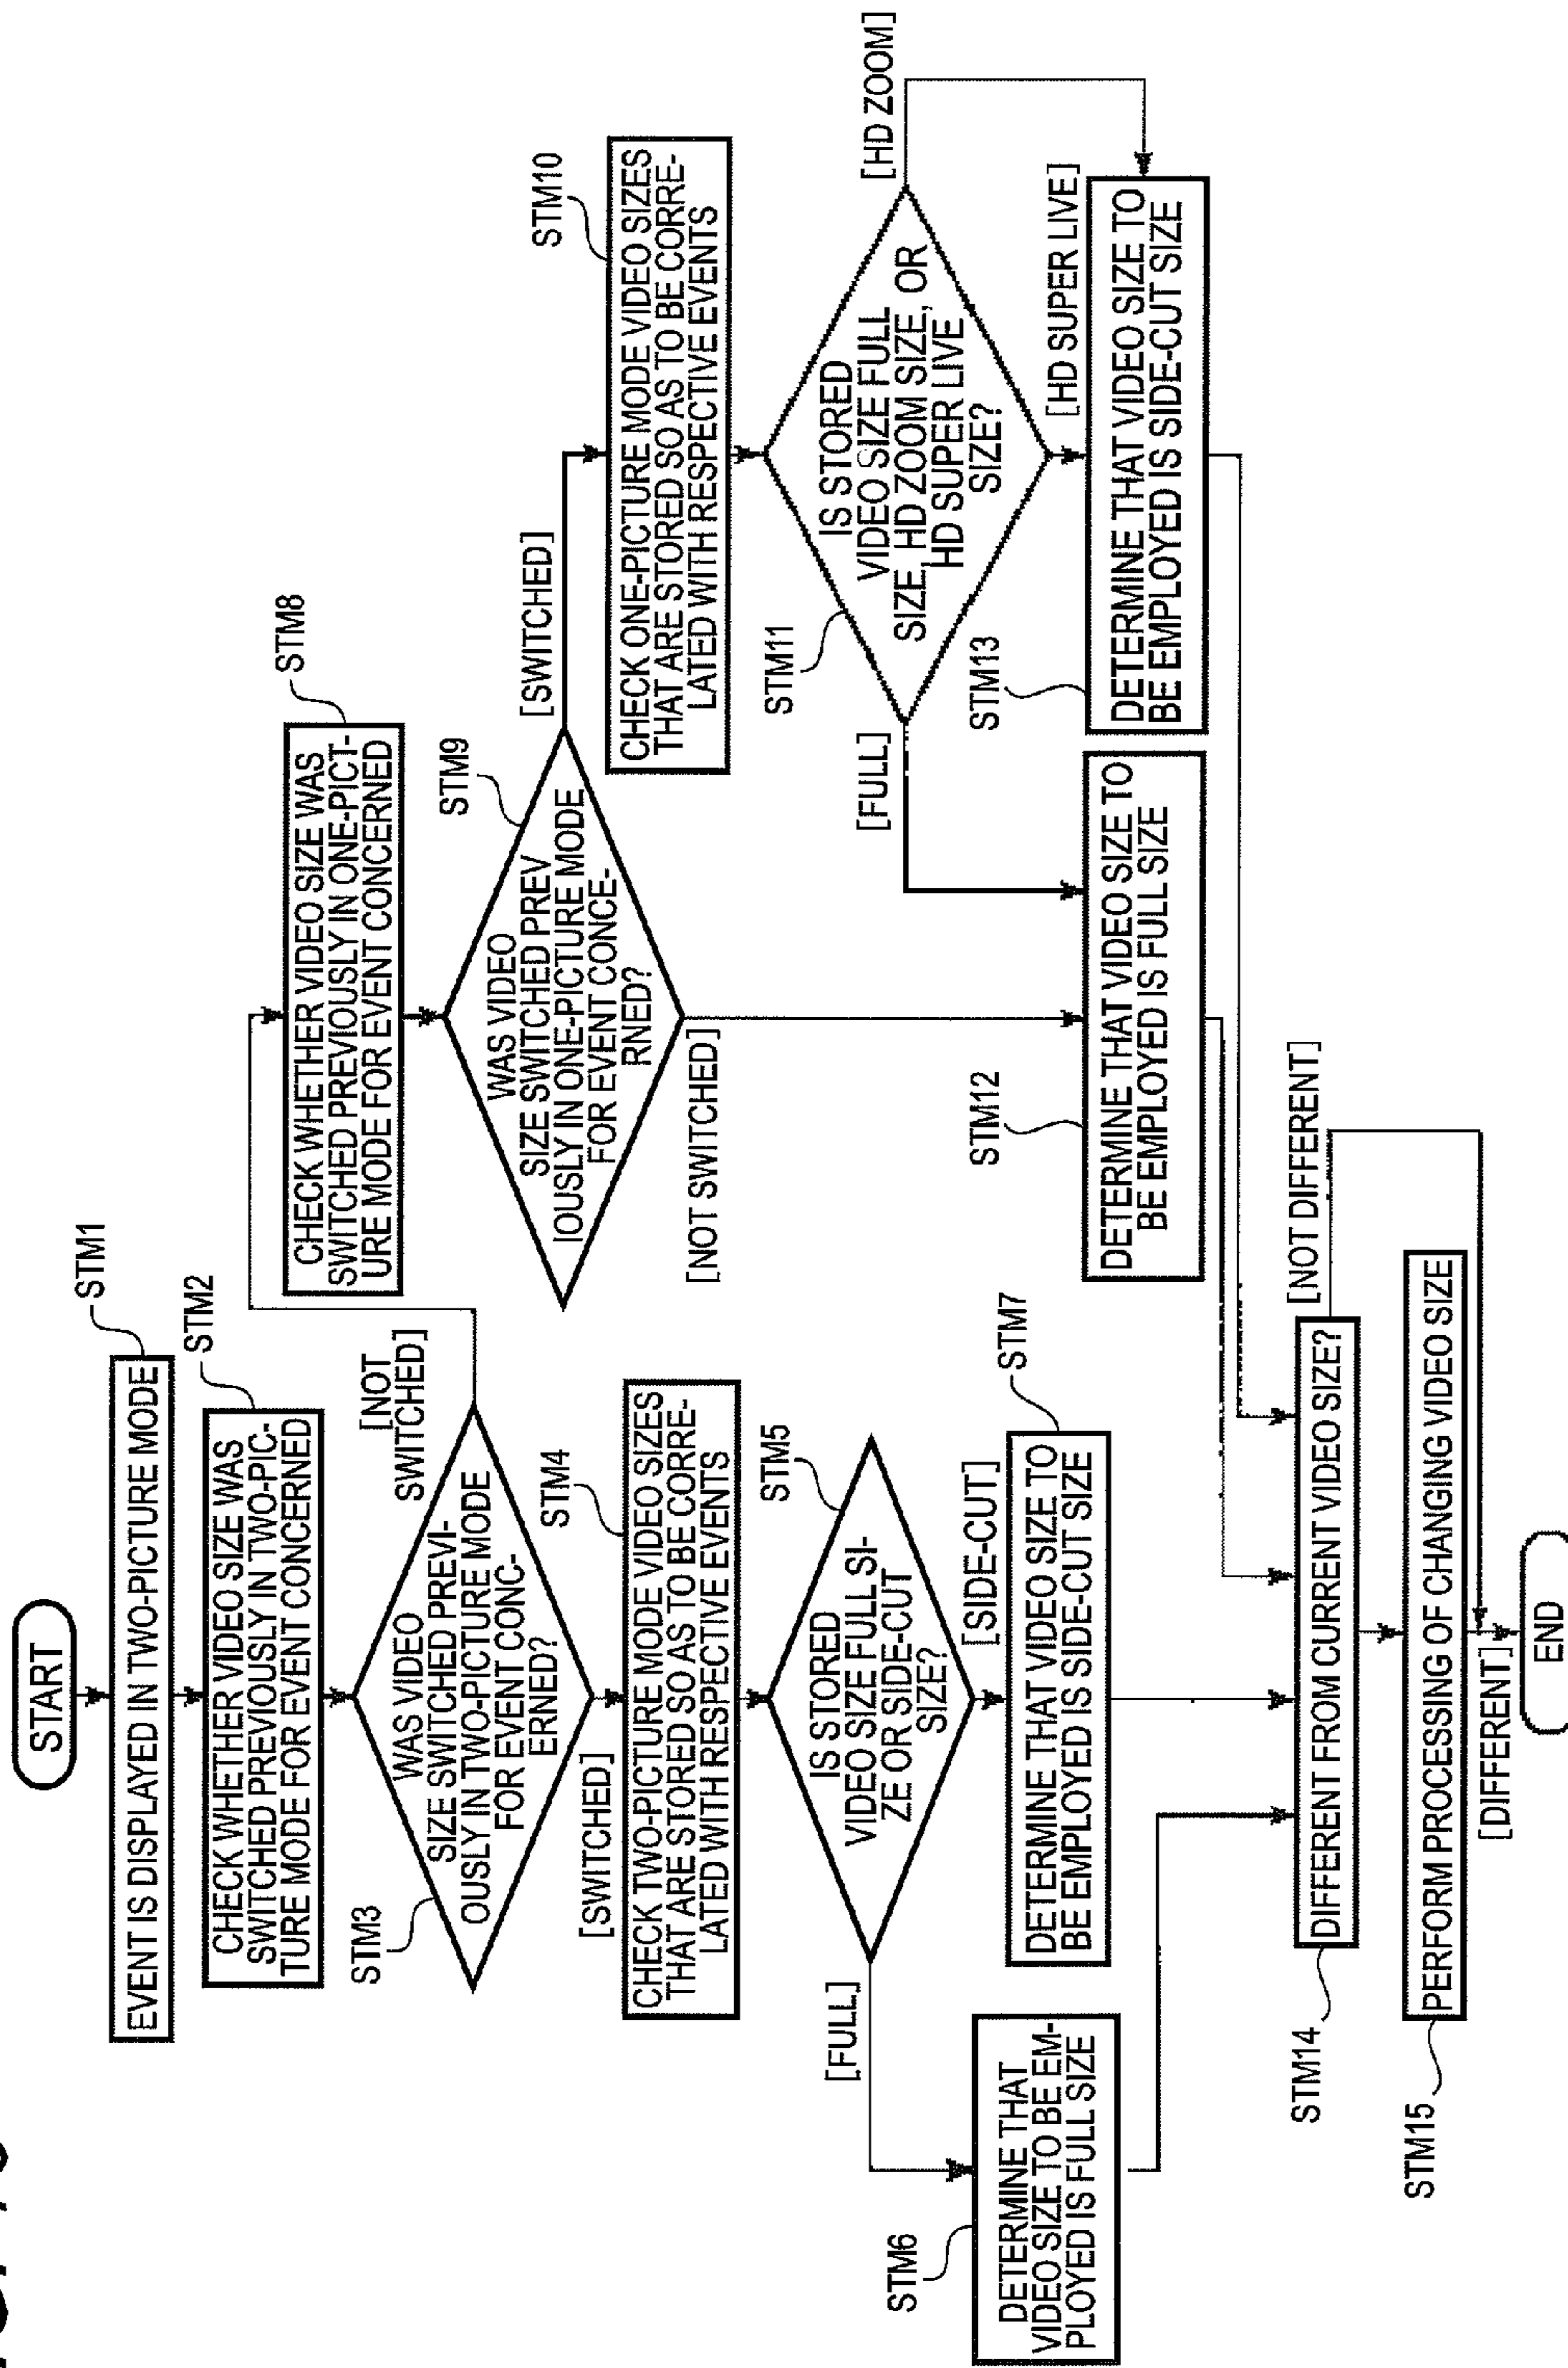 START
STM1
EVENT IS DISPLAYED IN TWO-PICTURE MODE
STM2
CHECK WHETHER VIDEO SIZE WAS
SWITCHED PREVIOUSLY IN TWO-PIC-
TURE MODE FOR EVENT CONCERNED
STM3
WAS VIDEO
SIZE SWITCHED PREVI-
OUSLY IN TWO-PICTURE MODE
FOR EVENT CONC-
ERNED?
[NOT
SWITCHED]
[SWITCHED]
STM4
CHECK TWO-PICTURE MODE VIDEO SIZES
THAT ARE STORED SO AS TO BE CORRE-
LATED WITH RESPECTIVE EVENTS
STM5
IS STORED
VIDEO SIZE FULL SI-
ZE OR SIDE-CUT
SIZE?
[FULL]
[SIDE-CUT]
STM6
DETERMINE THAT
VIDEO SIZE TO BE EM-
PLOYED IS FULL SIZE
STM7
DETERMINE THAT VIDEO SIZE TO
BE EMPLOYED IS SIDE-CUT SIZE
STM8
CHECK WHETHER VIDEO SIZE WAS
SWITCHED PREVIOUSLY IN ONE-PICT-
URE MODE FOR EVENT CONCERNED
STM9
WAS VIDEO
SIZE SWITCHED PREV
IOUSLY IN ONE-PICTURE MODE
FOR EVENT CONCE-
RNED?
[SWITCHED]
[NOT SWITCHED]
STM10
CHECK ONE-PICTURE MODE VIDEO SIZES
THAT ARE STORED SO AS TO BE CORRE-
LATED WITH RESPECTIVE EVENTS
STM11
IS STORED
VIDEO SIZE FULL
SIZE, HD ZOOM SIZE, OR
HD SUPER LIVE
SIZE?
[FULL]
[HD ZOOM]
[HD SUPER LIVE]
STM12
DETERMINE THAT VIDEO SIZE TO
BE EMPLOYED IS FULL SIZE
STM13
DETERMINE THAT VIDEO SIZE TO
BE EMPLOYED IS SIDE-CUT SIZE
STM14
DIFFERENT FROM CURRENT VIDEO SIZE?
[NOT DIFFERENT]
STM15
PERFORM PROCESSING OF CHANGING VIDEO SIZE
[DIFFERENT]
END